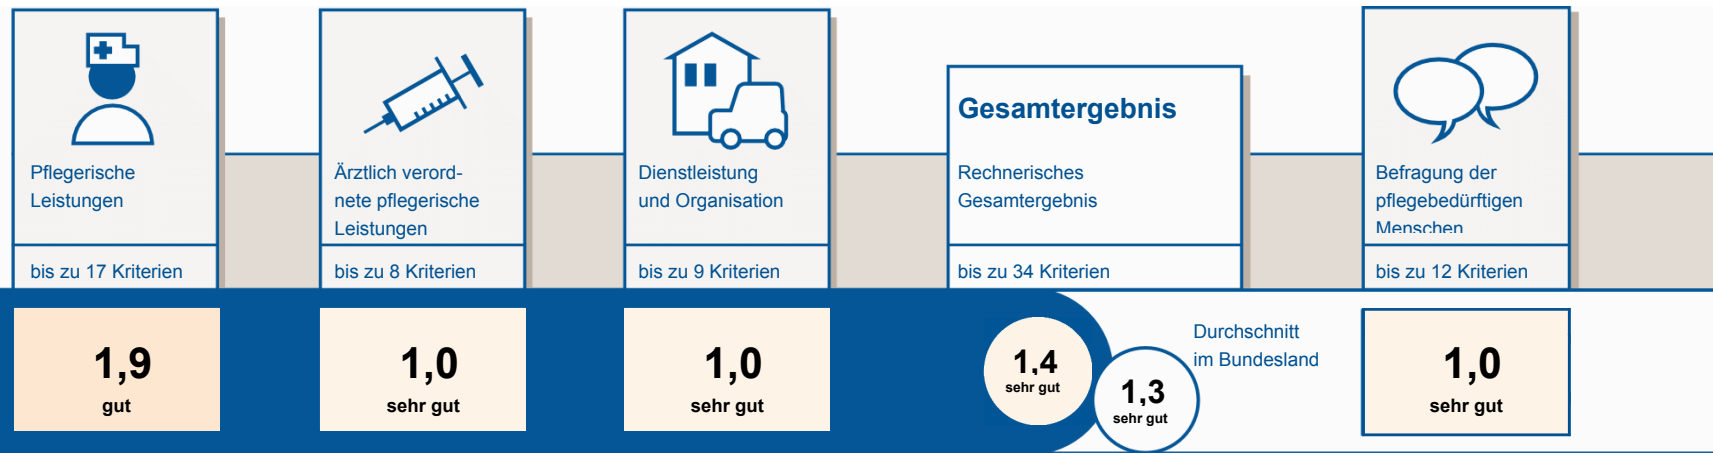 Pflegerische
Leistungen
bis zu 17 Kriterien
1,9
gut
Ärztlich verord-
nete pflegerische
Leistungen
bis zu 8 Kriterien
1,0
sehr gut
Dienstleistung
und Organisation
bis zu 9 Kriterien
1,0
sehr gut
Gesamtergebnis
Rechnerisches
Gesamtergebnis
bis zu 34 Kriterien
1,4
sehr gut
1,3
sehr gut
Durchschnitt
im Bundesland
Befragung der
pflegebedürftigen
Menschen
bis zu 12 Kriterien
1,0
sehr gut